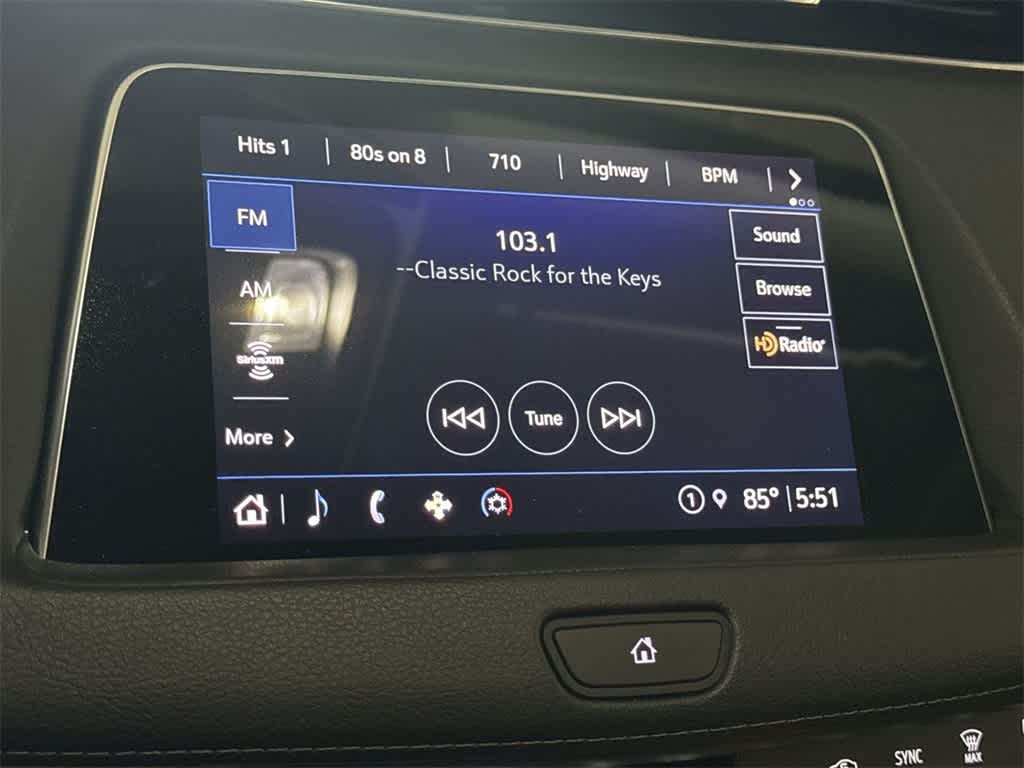 Hits 1 | 80s on 8 | 710 | Highway | BPM
FM
103.1
--Classic Rock for the Keys
Sound
AM
Browse
SiriusXM
HD Radio
More
Tune
1 85° 5:51
SYNC
MAX